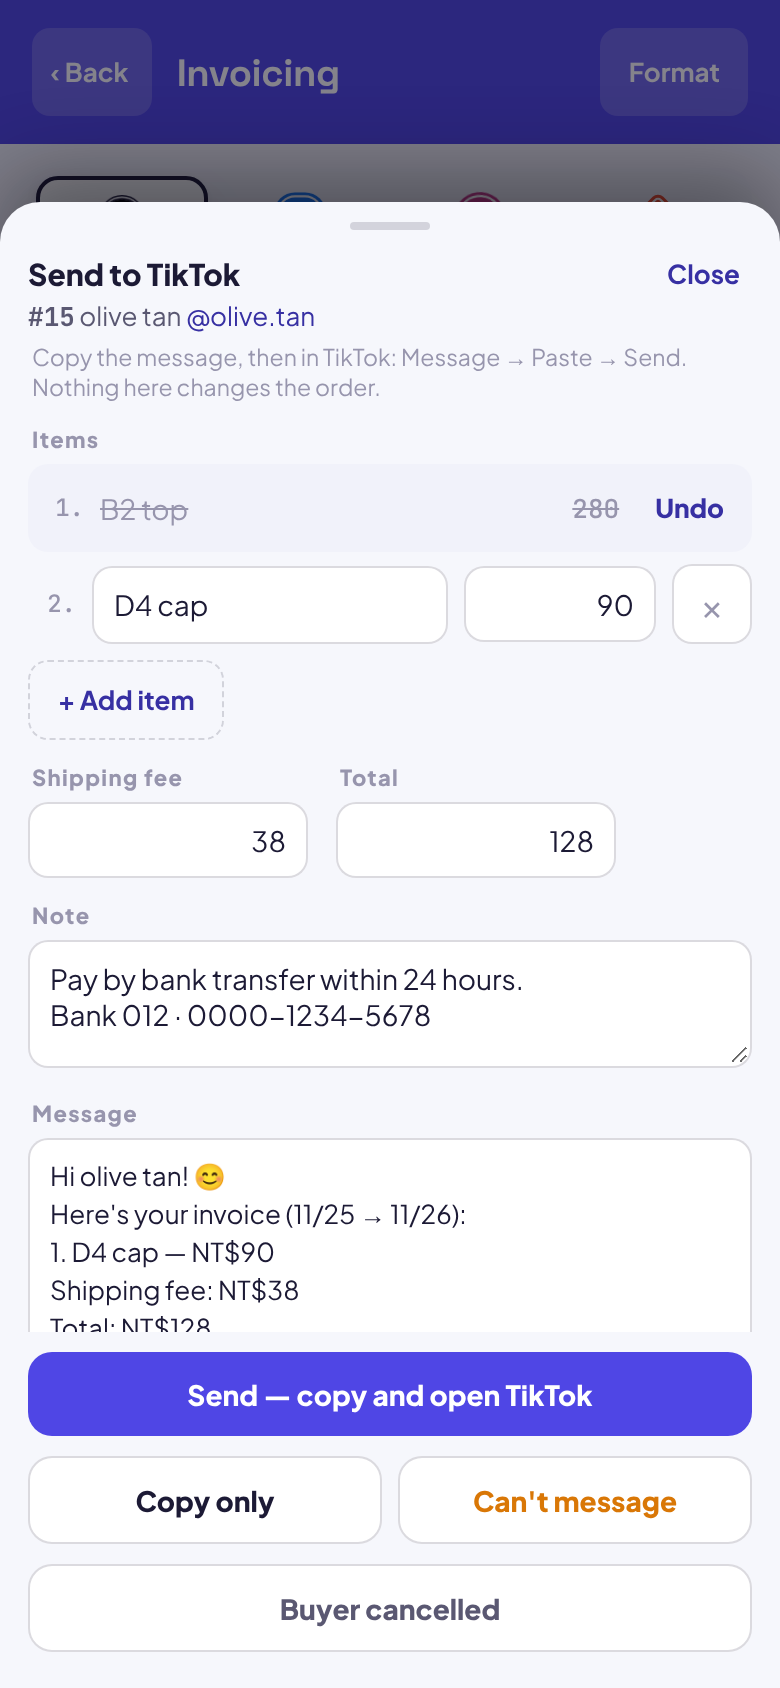 ‹ Back
Invoicing
Format
Send to TikTok
Close
#15 olive tan @olive.tan
Copy the message, then in TikTok: Message → Paste → Send.
Nothing here changes the order.
Items
1. B2 top 280 Undo
2. D4 cap 90 ×
+ Add item
Shipping fee
Total
38
128
Note
Pay by bank transfer within 24 hours.
Bank 012 · 0000–1234–5678
Message
Hi olive tan! 😊
Here's your invoice (11/25 → 11/26):
1. D4 cap — NT$90
Shipping fee: NT$38
Total: NT$128
Send — copy and open TikTok
Copy only
Can't message
Buyer cancelled